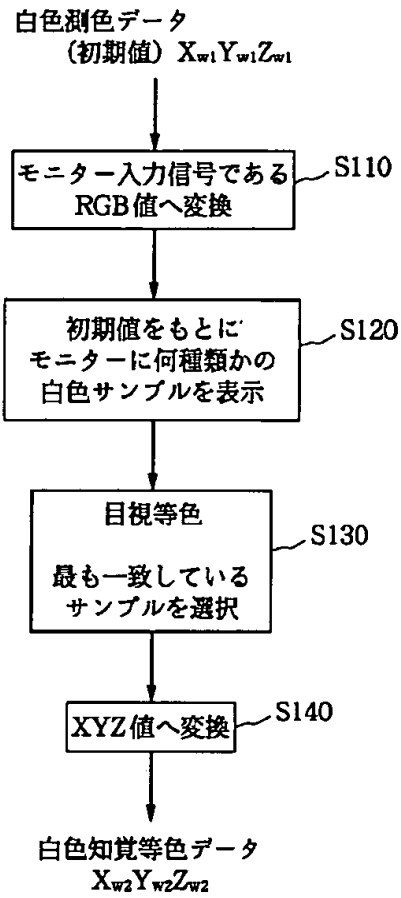 白色測色データ
(初期値) Xw1Yw1Zw1
モニター入力信号である
RGB値へ変換
S110
初期値をもとに
モニターに何種類かの
白色サンプルを表示
S120
目視等色
最も一致している
サンプルを選択
S130
XYZ値へ変換
S140
白色知覚等色データ
Xw2Yw2Zw2